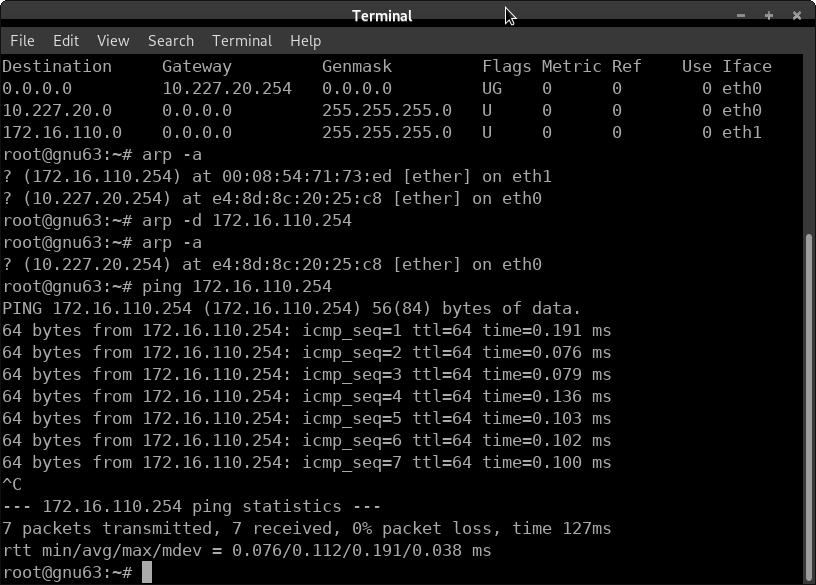 Terminal
File Edit View Search Terminal Help
Destination     Gateway         Genmask         Flags Metric Ref    Use Iface
0.0.0.0         10.227.20.254   0.0.0.0         UG    0      0        0 eth0
10.227.20.0     0.0.0.0         255.255.255.0   U     0      0        0 eth0
172.16.110.0    0.0.0.0         255.255.255.0   U     0      0        0 eth1
root@gnu63:~# arp -a
? (172.16.110.254) at 00:08:54:71:73:ed [ether] on eth1
? (10.227.20.254) at e4:8d:8c:20:25:c8 [ether] on eth0
root@gnu63:~# arp -d 172.16.110.254
root@gnu63:~# arp -a
? (10.227.20.254) at e4:8d:8c:20:25:c8 [ether] on eth0
root@gnu63:~# ping 172.16.110.254
PING 172.16.110.254 (172.16.110.254) 56(84) bytes of data.
64 bytes from 172.16.110.254: icmp_seq=1 ttl=64 time=0.191 ms
64 bytes from 172.16.110.254: icmp_seq=2 ttl=64 time=0.076 ms
64 bytes from 172.16.110.254: icmp_seq=3 ttl=64 time=0.079 ms
64 bytes from 172.16.110.254: icmp_seq=4 ttl=64 time=0.136 ms
64 bytes from 172.16.110.254: icmp_seq=5 ttl=64 time=0.103 ms
64 bytes from 172.16.110.254: icmp_seq=6 ttl=64 time=0.102 ms
64 bytes from 172.16.110.254: icmp_seq=7 ttl=64 time=0.100 ms
^C
--- 172.16.110.254 ping statistics ---
7 packets transmitted, 7 received, 0% packet loss, time 127ms
rtt min/avg/max/mdev = 0.076/0.112/0.191/0.038 ms
root@gnu63:~#